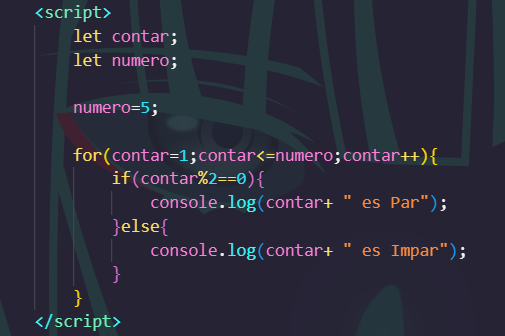 <script>
let contar;
let numero;
numero=5;
for(contar=1;contar<=numero;contar++){
if(contar%2==0){
console.log(contar+ " es Par");
}else{
console.log(contar+ " es Impar");
}
}
</script>